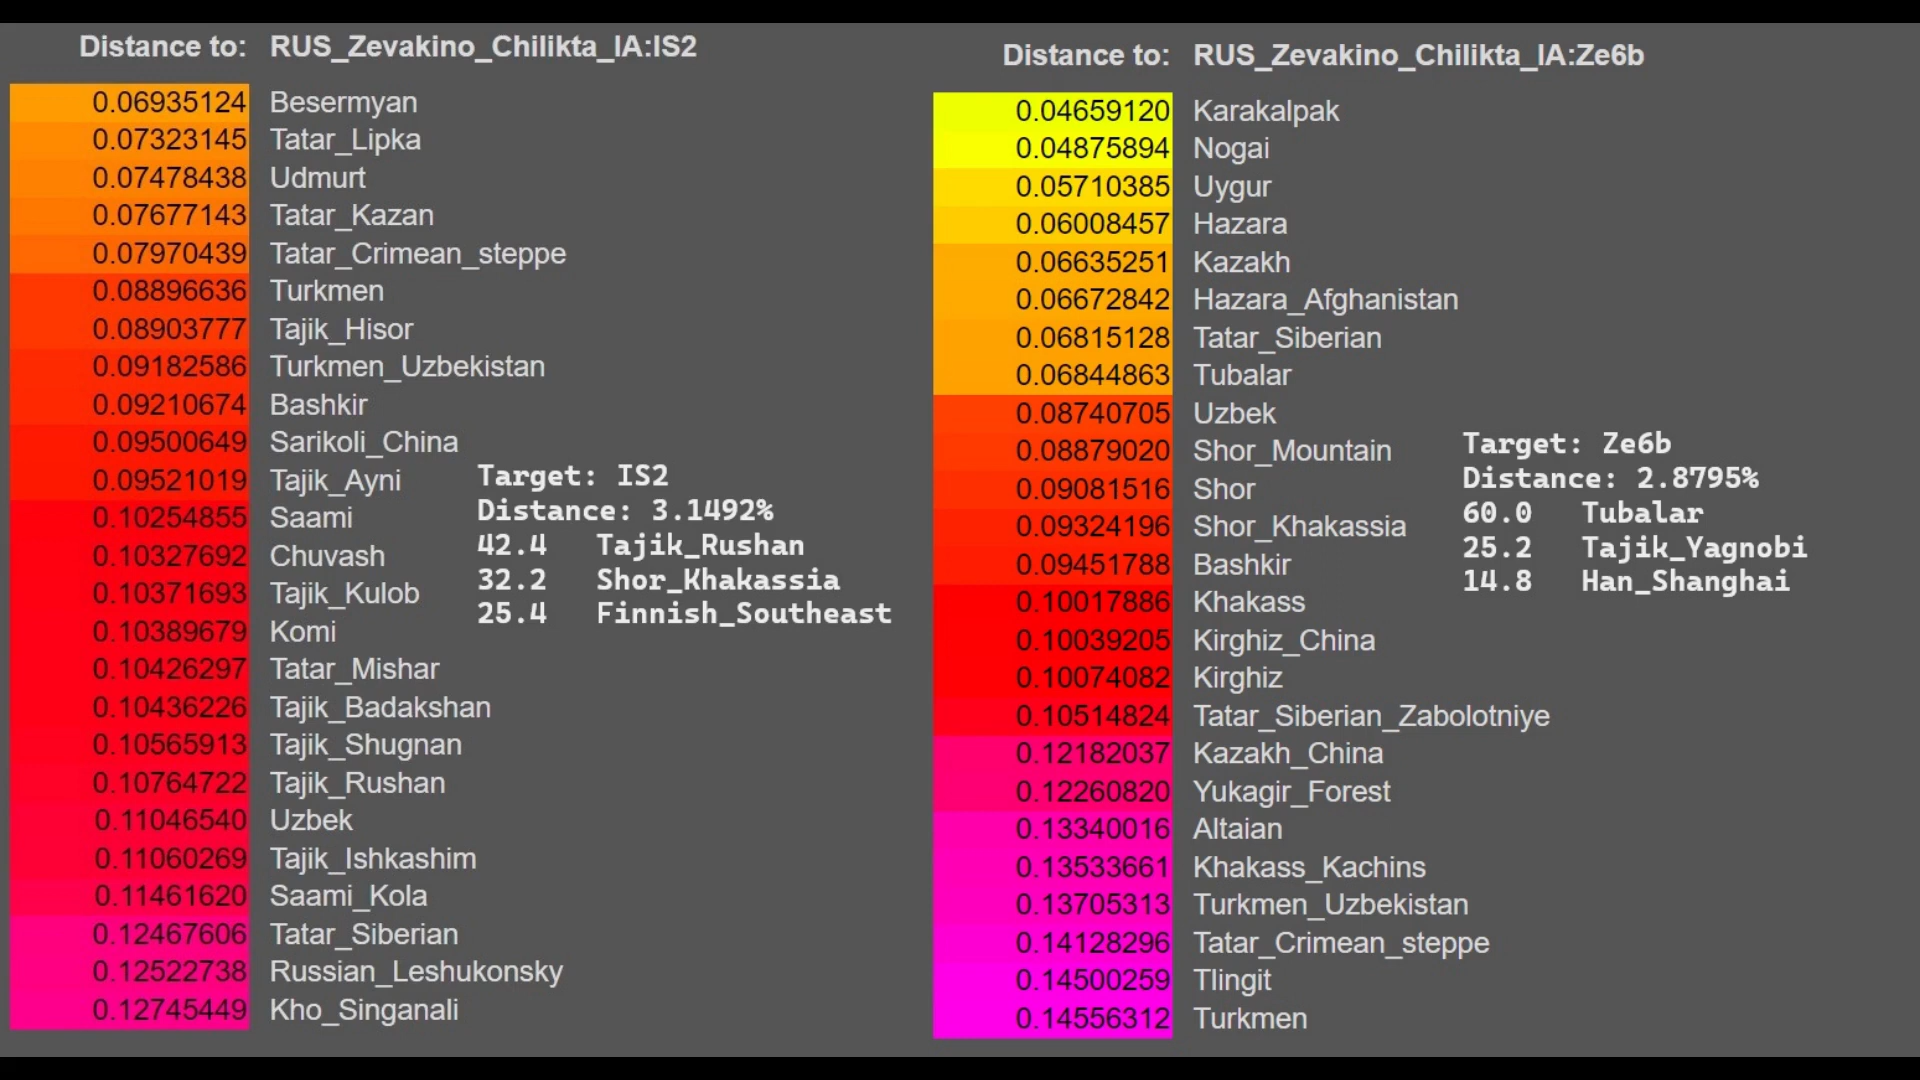 Distance to: RUS_Zevakino_Chilikta_IA:IS2
0.06935124 Besermyan
0.07323145 Tatar_Lipka
0.07478438 Udmurt
0.07677143 Tatar_Kazan
0.07970439 Tatar_Crimean_steppe
0.08896636 Turkmen
0.08903777 Tajik_Hisor
0.09182586 Turkmen_Uzbekistan
0.09210674 Bashkir
0.09500649 Sarikoli_China
0.09521019 Tajik_Ayni
0.10254855 Saami
0.10327692 Chuvash
0.10371693 Tajik_Kulob
0.10389679 Komi
0.10426297 Tatar_Mishar
0.10436226 Tajik_Badakshan
0.10565913 Tajik_Shugnan
0.10764722 Tajik_Rushan
0.11046540 Uzbek
0.11060269 Tajik_Ishkashim
0.11461620 Saami_Kola
0.12467606 Tatar_Siberian
0.12522738 Russian_Leshukonsky
0.12745449 Kho_Singanali
Target: IS2
Distance: 3.1492%
42.4 Tajik_Rushan
32.2 Shor_Khakassia
25.4 Finnish_Southeast
Distance to: RUS_Zevakino_Chilikta_IA:Ze6b
0.04659120 Karakalpak
0.04875894 Nogai
0.05710385 Uygur
0.06008457 Hazara
0.06635251 Kazakh
0.06672842 Hazara_Afghanistan
0.06815128 Tatar_Siberian
0.06844863 Tubalar
0.08740705 Uzbek
0.08879020 Shor_Mountain
0.09081516 Shor
0.09324196 Shor_Khakassia
0.09451788 Bashkir
0.10017886 Khakass
0.10039205 Kirghiz_China
0.10074082 Kirghiz
0.10514824 Tatar_Siberian_Zabolotniye
0.12182037 Kazakh_China
0.12260820 Yukagir_Forest
0.13340016 Altaian
0.13533661 Khakass_Kachins
0.13705313 Turkmen_Uzbekistan
0.14128296 Tatar_Crimean_steppe
0.14500259 Tlingit
0.14556312 Turkmen
Target: Ze6b
Distance: 2.8795%
60.0 Tubalar
25.2 Tajik_Yagnobi
14.8 Han_Shanghai